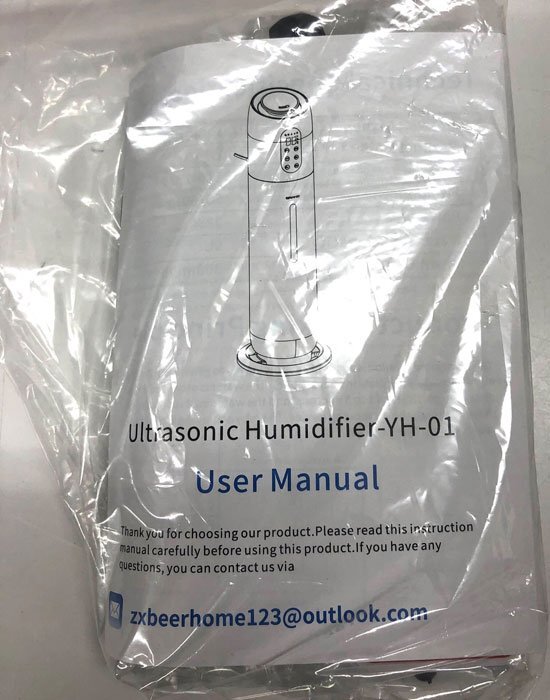 Ultrasonic Humidifier-YH-01
User Manual
Thank you for choosing our product.Please read this instruction
manual carefully before using this product.If you have any
questions, you can contact us via
zxbeerhome123@outlook.com